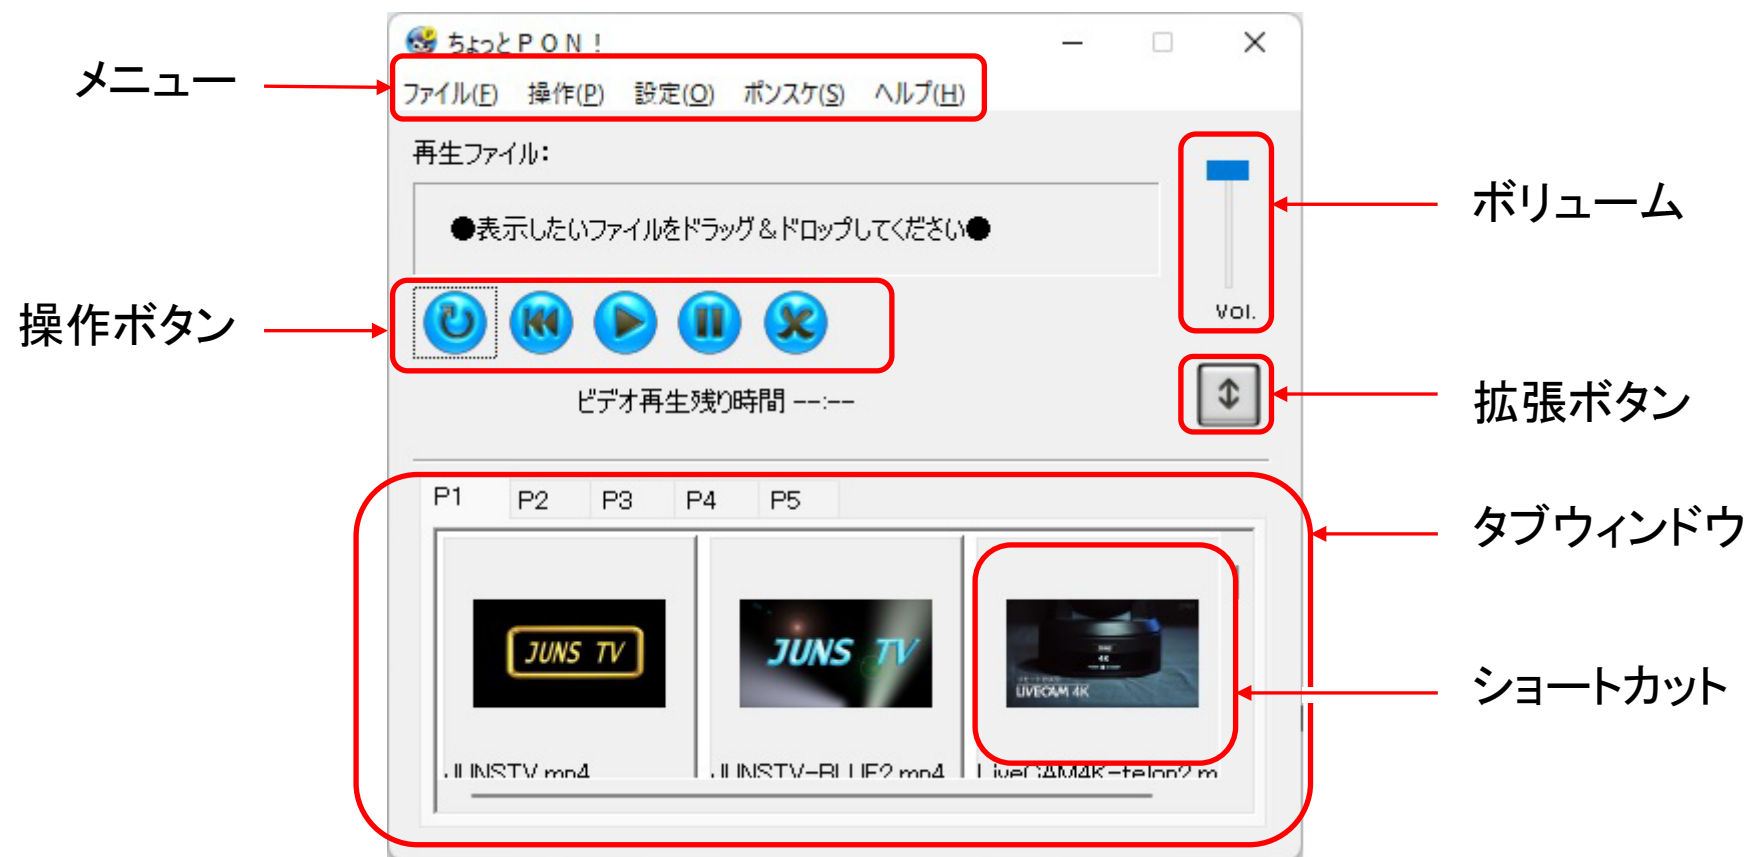 ちょっとＰＯＮ！
メニュー
ファイル(F) 操作(P) 設定(O) ポンスケ(S) ヘルプ(H)
再生ファイル：
●表示したいファイルをドラッグ＆ドロップしてください●
ボリューム
Vol.
操作ボタン
ビデオ再生残り時間 --:--
拡張ボタン
P1 P2 P3 P4 P5
タブウィンドウ
JUNS TV
JUNS TV
LIVECAM 4K
ショートカット
JUNSTV.mp4
JUNSTV-BLUE2.mp4
LiveCAM4K-telop2.m